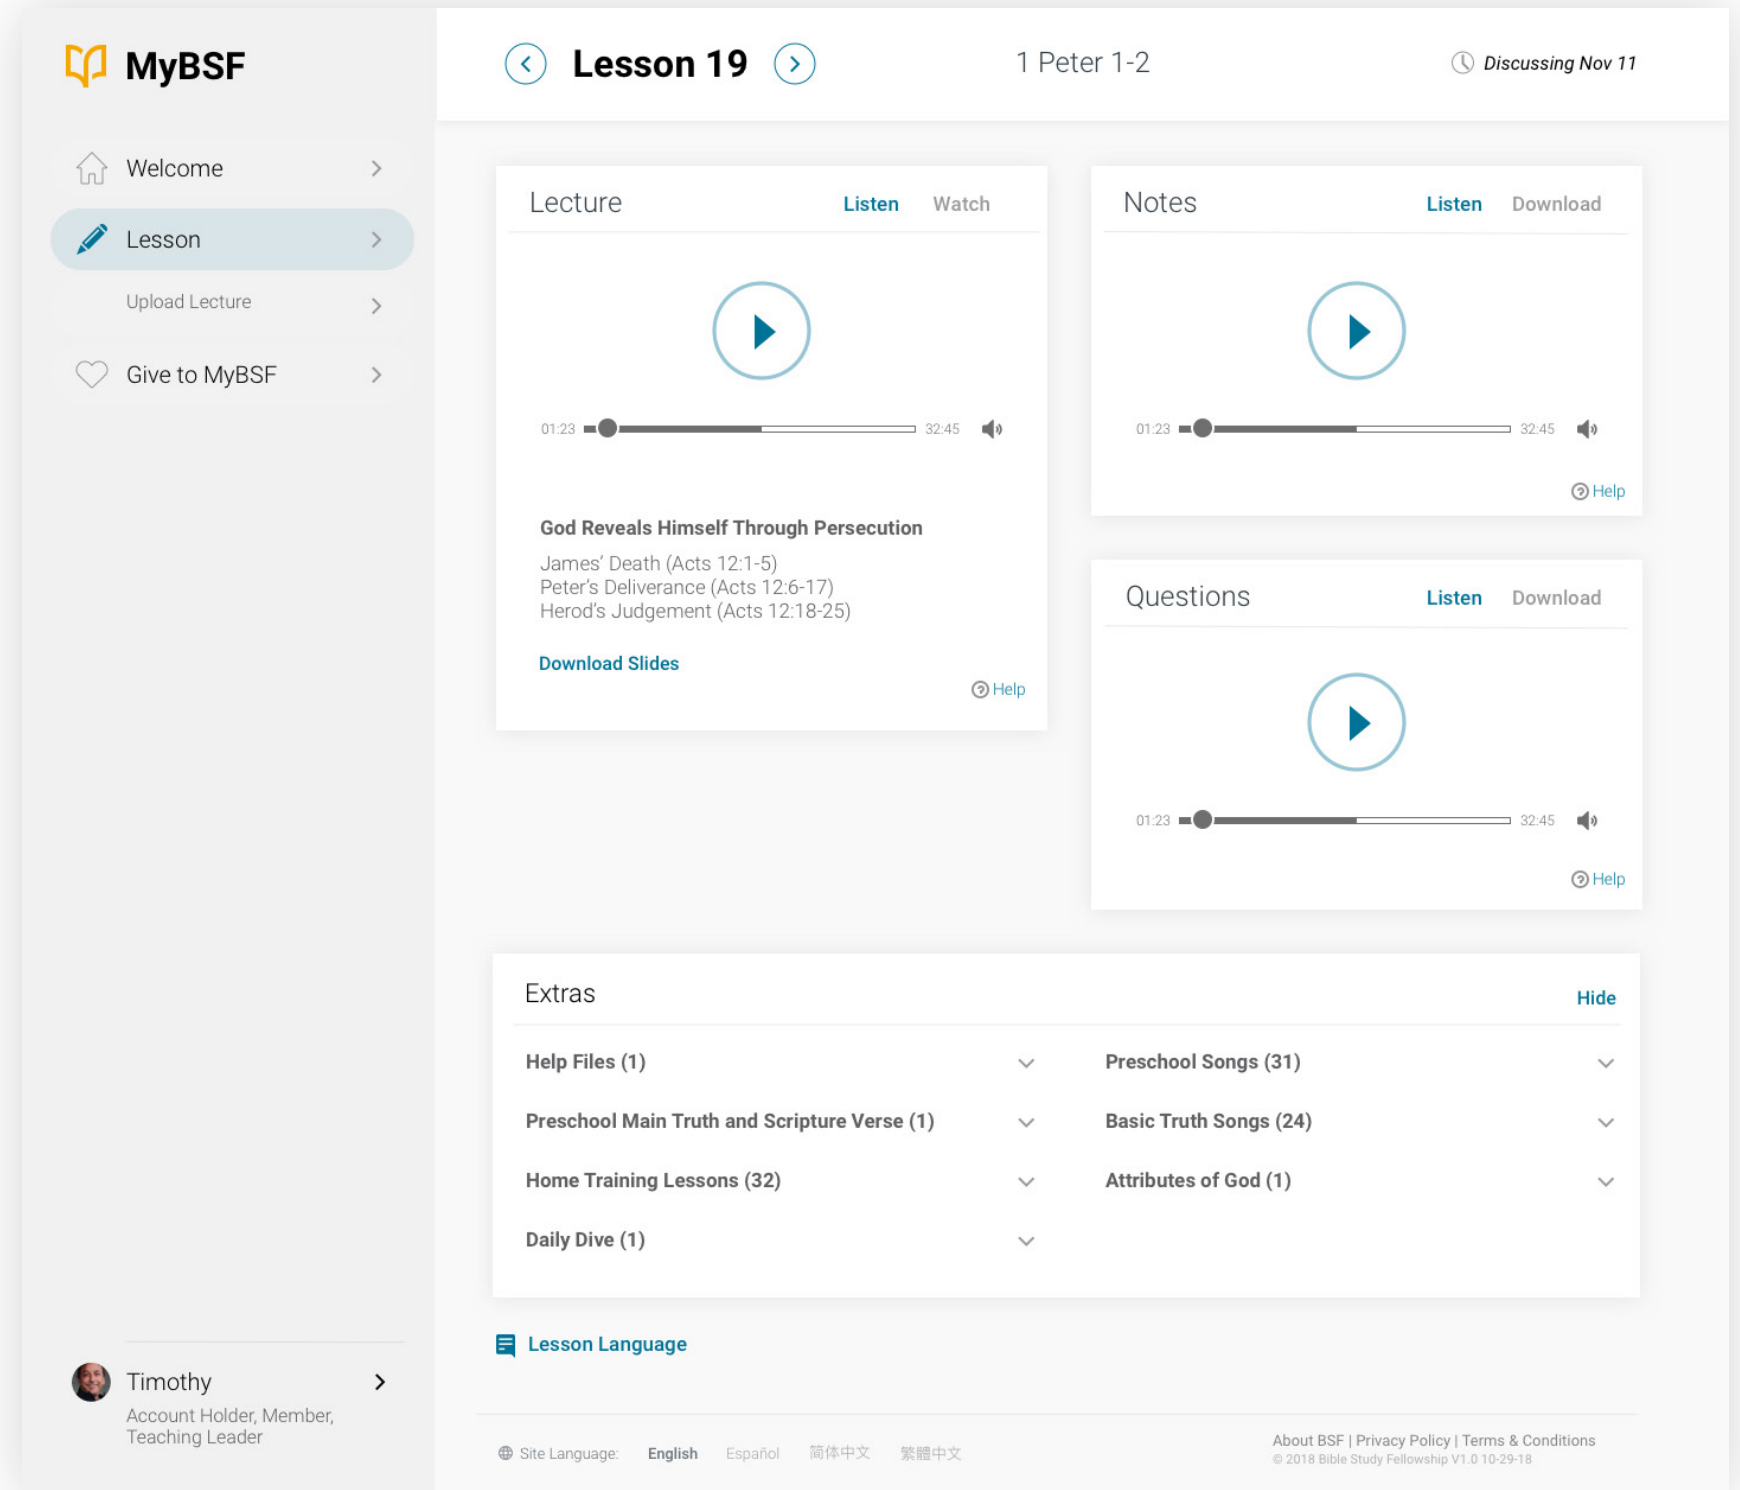 MyBSF
Welcome
Lesson
Upload Lecture
Give to MyBSF
Timothy
Account Holder, Member,
Teaching Leader
Lesson 19
1 Peter 1-2
Discussing Nov 11
Lecture
Listen
Watch
01:23
32:45
God Reveals Himself Through Persecution
James’ Death (Acts 12:1-5)
Peter’s Deliverance (Acts 12:6-17)
Herod’s Judgement (Acts 12:18-25)
Download Slides
Help
Notes
Listen
Download
01:23
32:45
Help
Questions
Listen
Download
01:23
32:45
Help
Extras
Hide
Help Files (1)
Preschool Main Truth and Scripture Verse (1)
Home Training Lessons (32)
Daily Dive (1)
Preschool Songs (31)
Basic Truth Songs (24)
Attributes of God (1)
Lesson Language
Site Language: English Español 简体中文 繁體中文
About BSF | Privacy Policy | Terms & Conditions
© 2018 Bible Study Fellowship V1.0 10-29-18